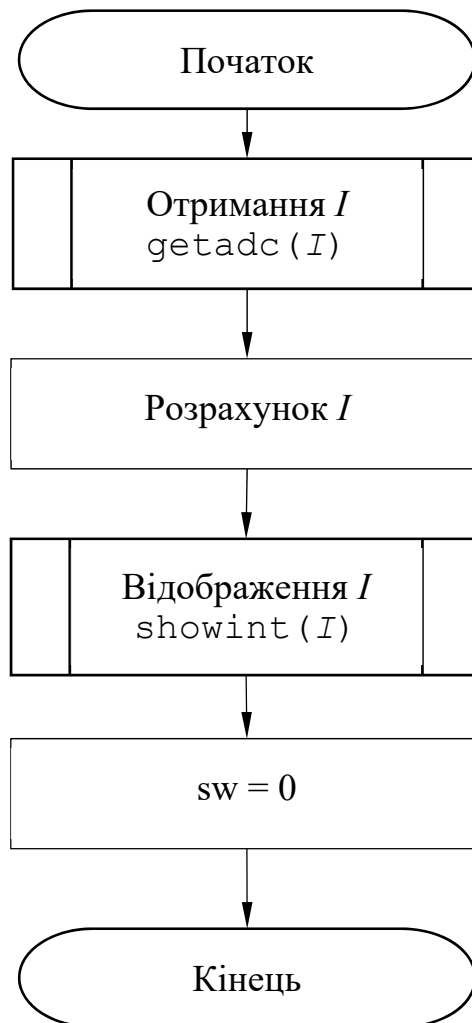 Початок
Отримання I
getadc(I)
Розрахунок I
Відображення I
showint(I)
sw = 0
Кінець